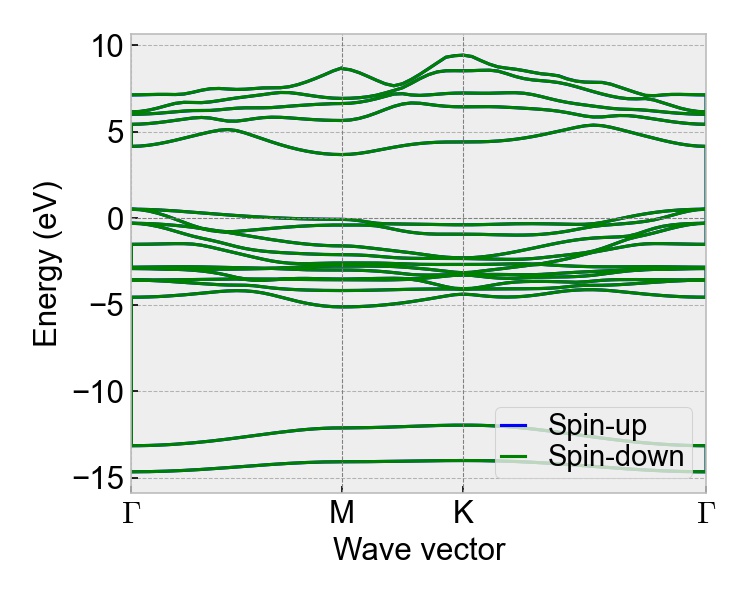 10
5
0
−5
−10
−15
Energy (eV)
Spin-up
Spin-down
Γ M K Γ
Wave vector